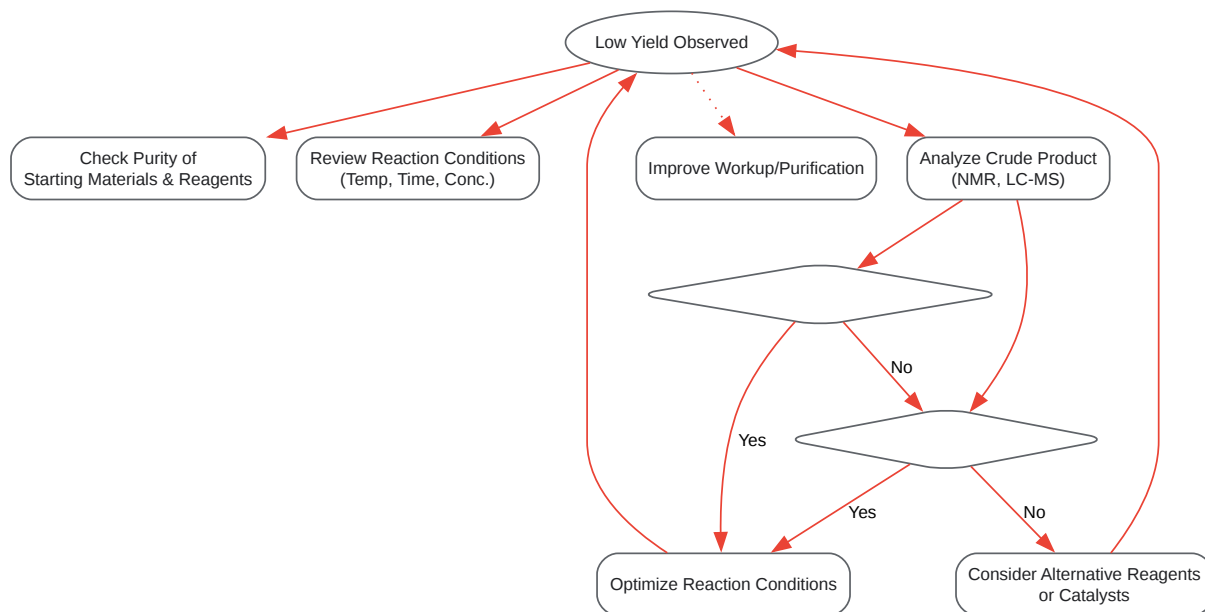 Low Yield Observed
Check Purity of
Starting Materials & Reagents
Review Reaction Conditions
(Temp, Time, Conc.)
Improve Workup/Purification
Analyze Crude Product
(NMR, LC-MS)
No
Yes
Yes
No
Optimize Reaction Conditions
Consider Alternative Reagents
or Catalysts